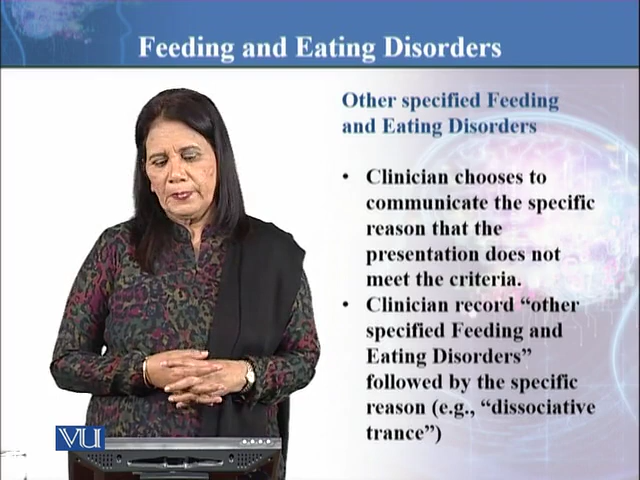 Feeding and Eating Disorders
Other specified Feeding
and Eating Disorders
• Clinician chooses to
communicate the specific
reason that the
presentation does not
meet the criteria.
• Clinician record “other
specified Feeding and
Eating Disorders”
followed by the specific
reason (e.g., “dissociative
trance”)
VU